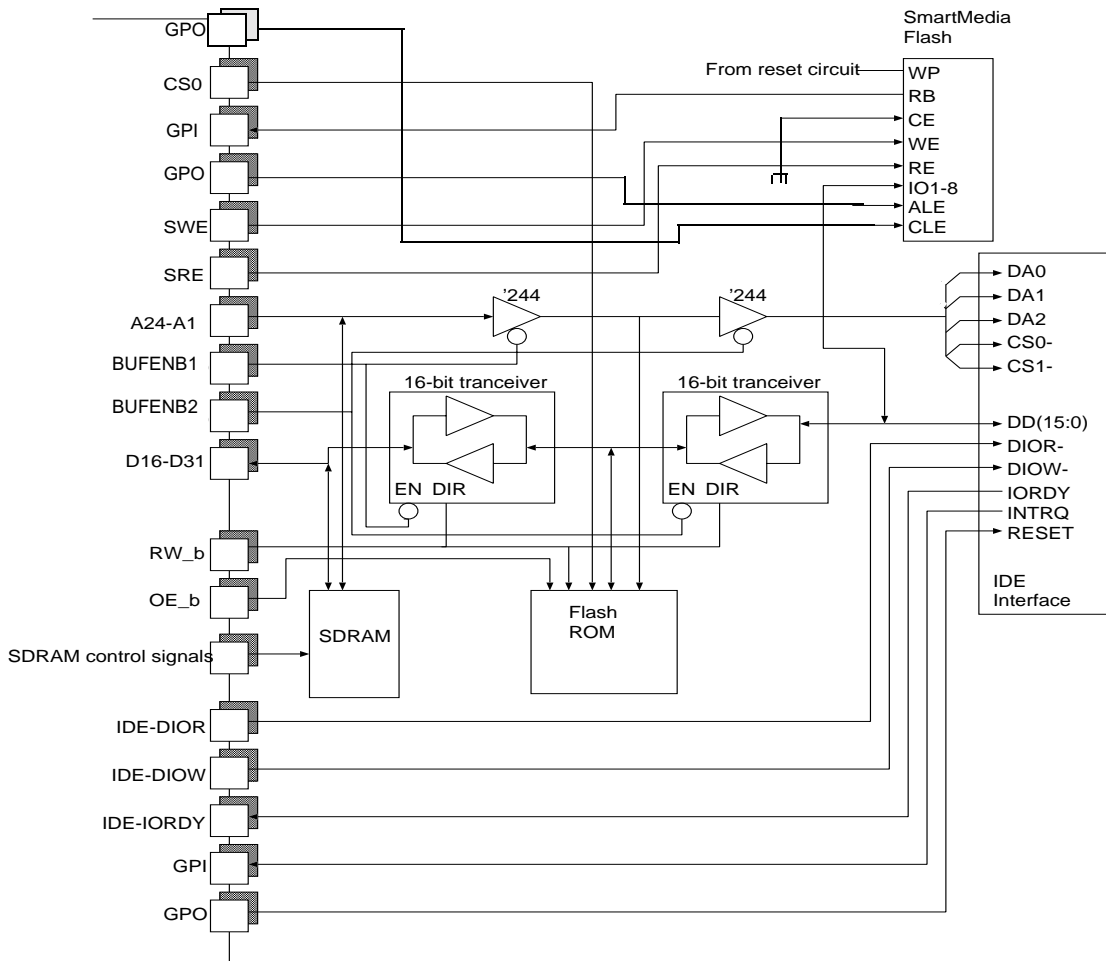 GPO
CS0
GPI
GPO
SWE
SRE
A24-A1
BUFENB1
BUFENB2
D16-D31
RW_b
OE_b
SDRAM control signals
IDE-DIOR
IDE-DIOW
IDE-IORDY
GPI
GPO
'244
'244
16-bit tranceiver
16-bit tranceiver
EN DIR
EN DIR
SDRAM
Flash
ROM
SmartMedia
Flash
From reset circuit
WP
RB
CE
WE
RE
IO1-8
ALE
CLE
DA0
DA1
DA2
CS0-
CS1-
DD(15:0)
DIOR-
DIOW-
IORDY
INTRQ
RESET
IDE
Interface